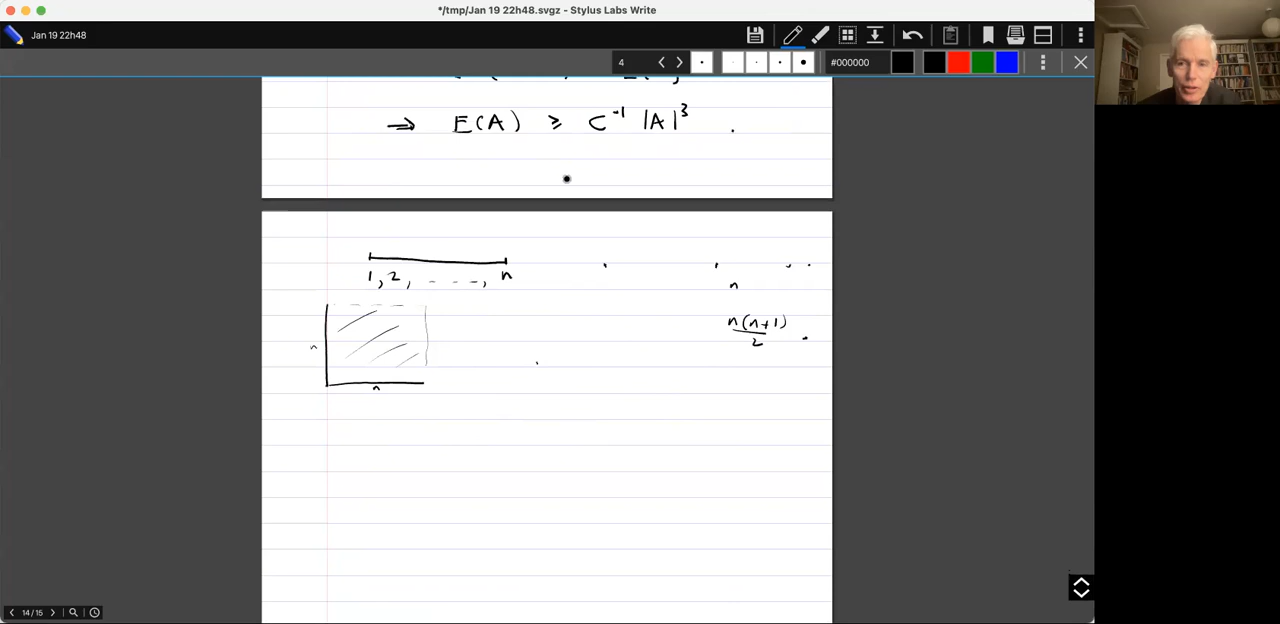 */tmp/Jan 19 22h48.svgz - Stylus Labs Write
Jan 19 22h48
4
#000000
⇒ E(A) ≥ C⁻¹ |A|³ .
1, 2, - - - -, n
n
n(n+1)
2
n
n
14/15